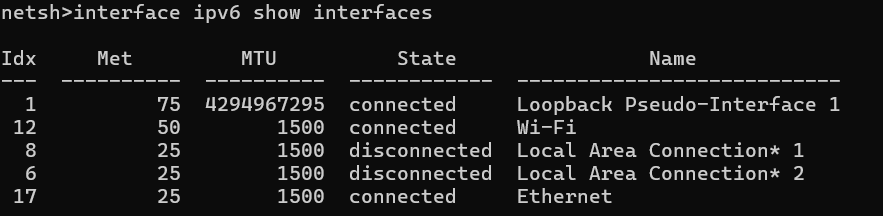 netsh>interface ipv6 show interfaces
Idx     Met         MTU          State                Name
---  ----------  ----------  ------------  ---------------------------
  1          75  4294967295  connected     Loopback Pseudo-Interface 1
 12          50        1500  connected     Wi-Fi
  8          25        1500  disconnected  Local Area Connection* 1
  6          25        1500  disconnected  Local Area Connection* 2
 17          25        1500  connected     Ethernet